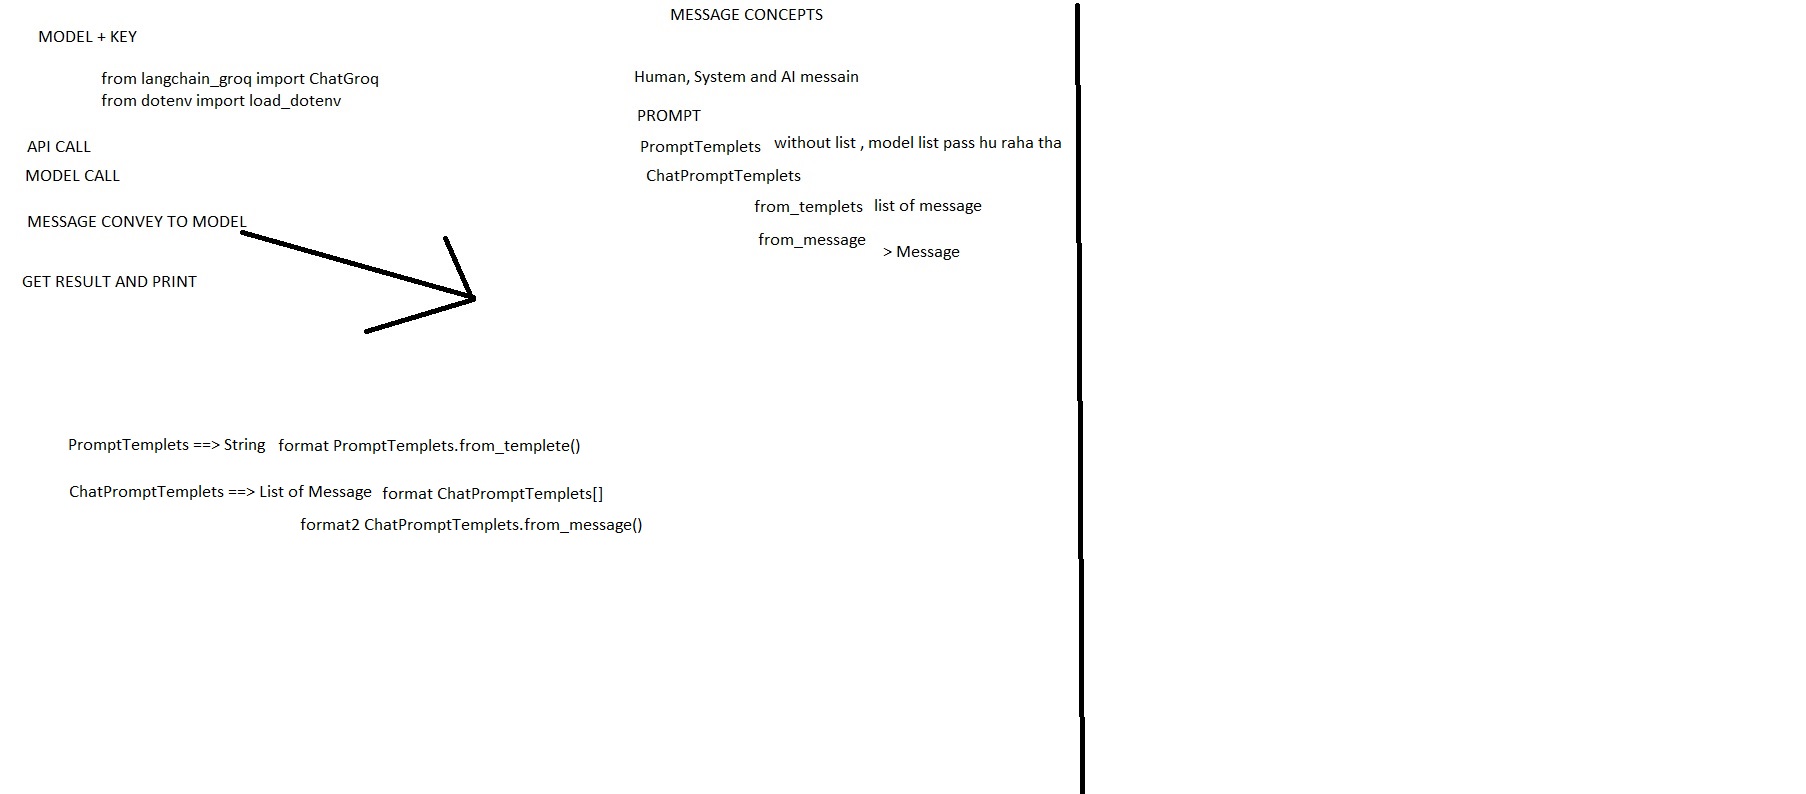 MODEL + KEY
from langchain_groq import ChatGroq
from dotenv import load_dotenv
API CALL
MODEL CALL
MESSAGE CONVEY TO MODEL
GET RESULT AND PRINT
MESSAGE CONCEPTS
Human, System and AI messain
PROMPT
PromptTemplets without list , model list pass hu raha tha
ChatPromptTemplets
from_templets list of message
from_message
> Message
PromptTemplets ==> String format PromptTemplets.from_templete()
ChatPromptTemplets ==> List of Message format ChatPromptTemplets[]
format2 ChatPromptTemplets.from_message()